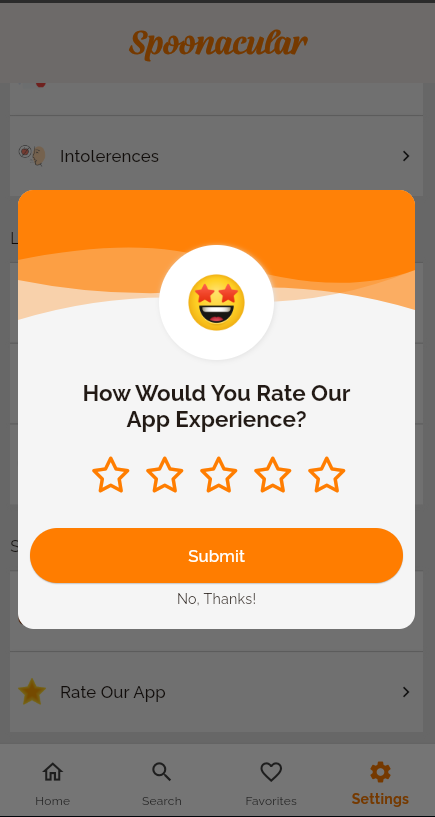 Spoonacular
Intolerences
L
How Would You Rate Our
App Experience?
Submit
No, Thanks!
S
Rate Our App
Home
Search
Favorites
Settings